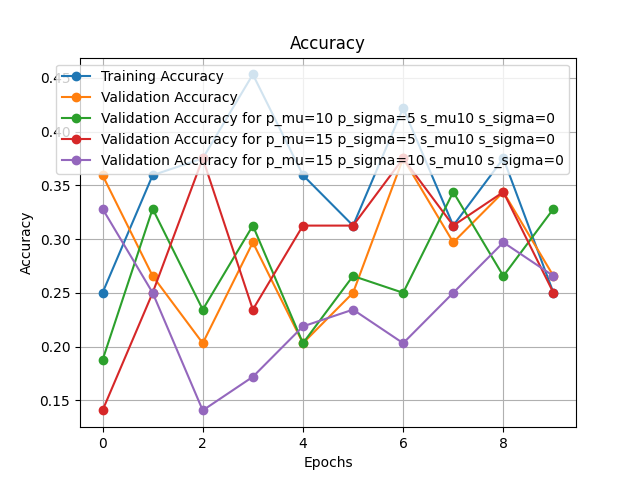 Accuracy
Training Accuracy
Validation Accuracy
Validation Accuracy for p_mu=10 p_sigma=5 s_mu10 s_sigma=0
Validation Accuracy for p_mu=15 p_sigma=5 s_mu10 s_sigma=0
Validation Accuracy for p_mu=15 p_sigma=10 s_mu10 s_sigma=0
0.45
0.40
0.35
0.30
0.25
0.20
0.15
Accuracy
0 2 4 6 8
Epochs